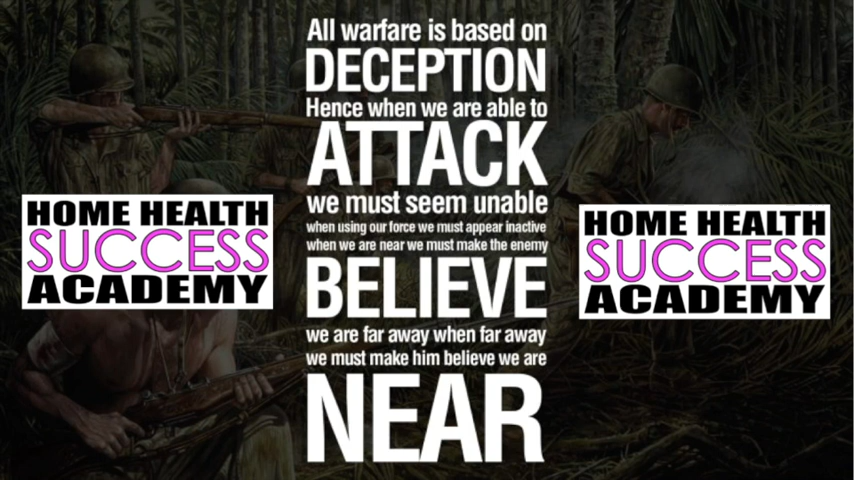 All warfare is based on
DECEPTION
Hence when we are able to
ATTACK
we must seem unable
when using our force we must appear inactive
when we are near we must make the enemy
BELIEVE
we are far away when far away
we must make him believe we are
NEAR
HOME HEALTH
SUCCESS
ACADEMY
HOME HEALTH
SUCCESS
ACADEMY